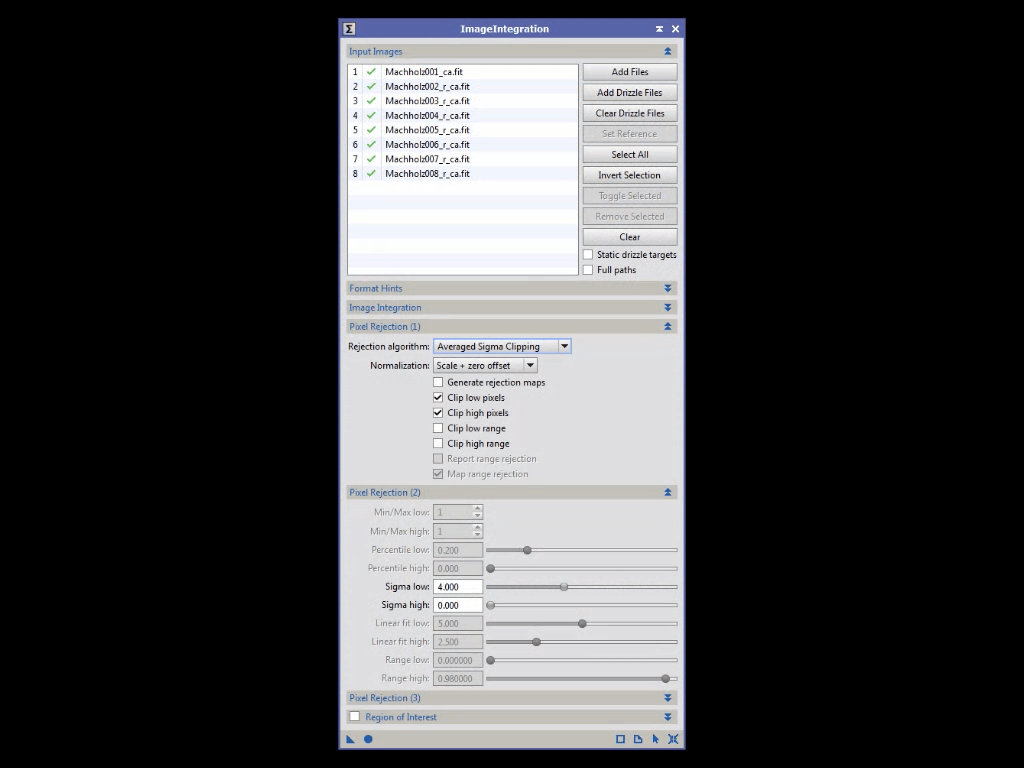 Σ ImageIntegration
Input Images
1 Machholz001_ca.fit
2 Machholz002_r_ca.fit
3 Machholz003_r_ca.fit
4 Machholz004_r_ca.fit
5 Machholz005_r_ca.fit
6 Machholz006_r_ca.fit
7 Machholz007_r_ca.fit
8 Machholz008_r_ca.fit
Add Files
Add Drizzle Files
Clear Drizzle Files
Set Reference
Select All
Invert Selection
Toggle Selected
Remove Selected
Clear
Static drizzle targets
Full paths
Format Hints
Image Integration
Pixel Rejection (1)
Rejection algorithm: Averaged Sigma Clipping
Normalization: Scale + zero offset
Generate rejection maps
Clip low pixels
Clip high pixels
Clip low range
Clip high range
Report range rejection
Map range rejection
Pixel Rejection (2)
Min/Max low: 1
Min/Max high: 1
Percentile low: 0.200
Percentile high: 0.000
Sigma low: 4.000
Sigma high: 0.000
Linear fit low: 5.000
Linear fit high: 2.500
Range low: 0.000000
Range high: 0.980000
Pixel Rejection (3)
Region of Interest